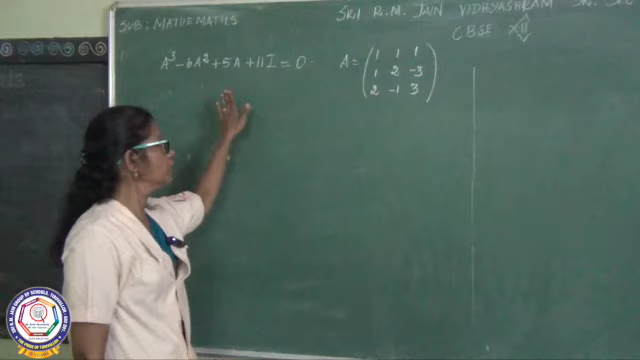 SUB: MATHEMATICS
SRI R.M. JAIN VIDHYASHRAM
CBSE XII
A³ - 6A² + 5A + 11I = 0.
A = ( 1 1 1
1 2 -3
2 -1 3 )